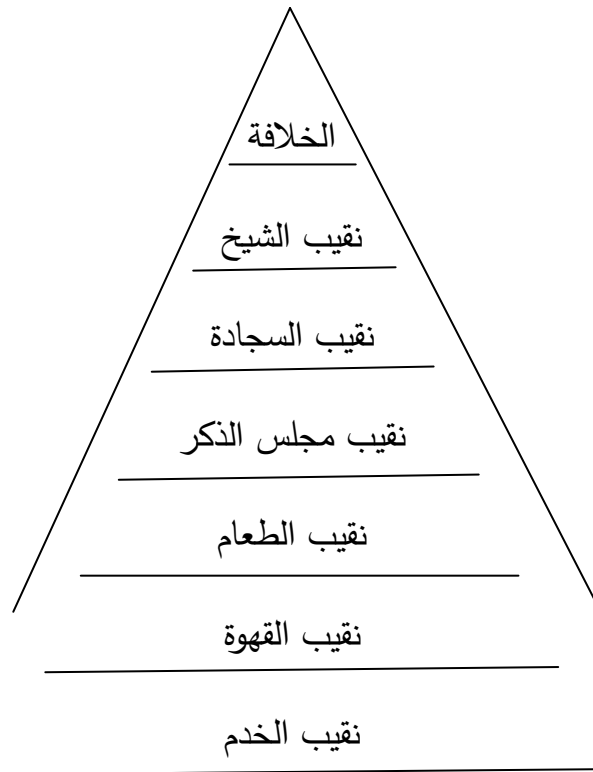 الخلافة
نقيب الشيخ
نقيب السجادة
نقيب مجلس الذكر
نقيب الطعام
نقيب القهوة
نقيب الخدم